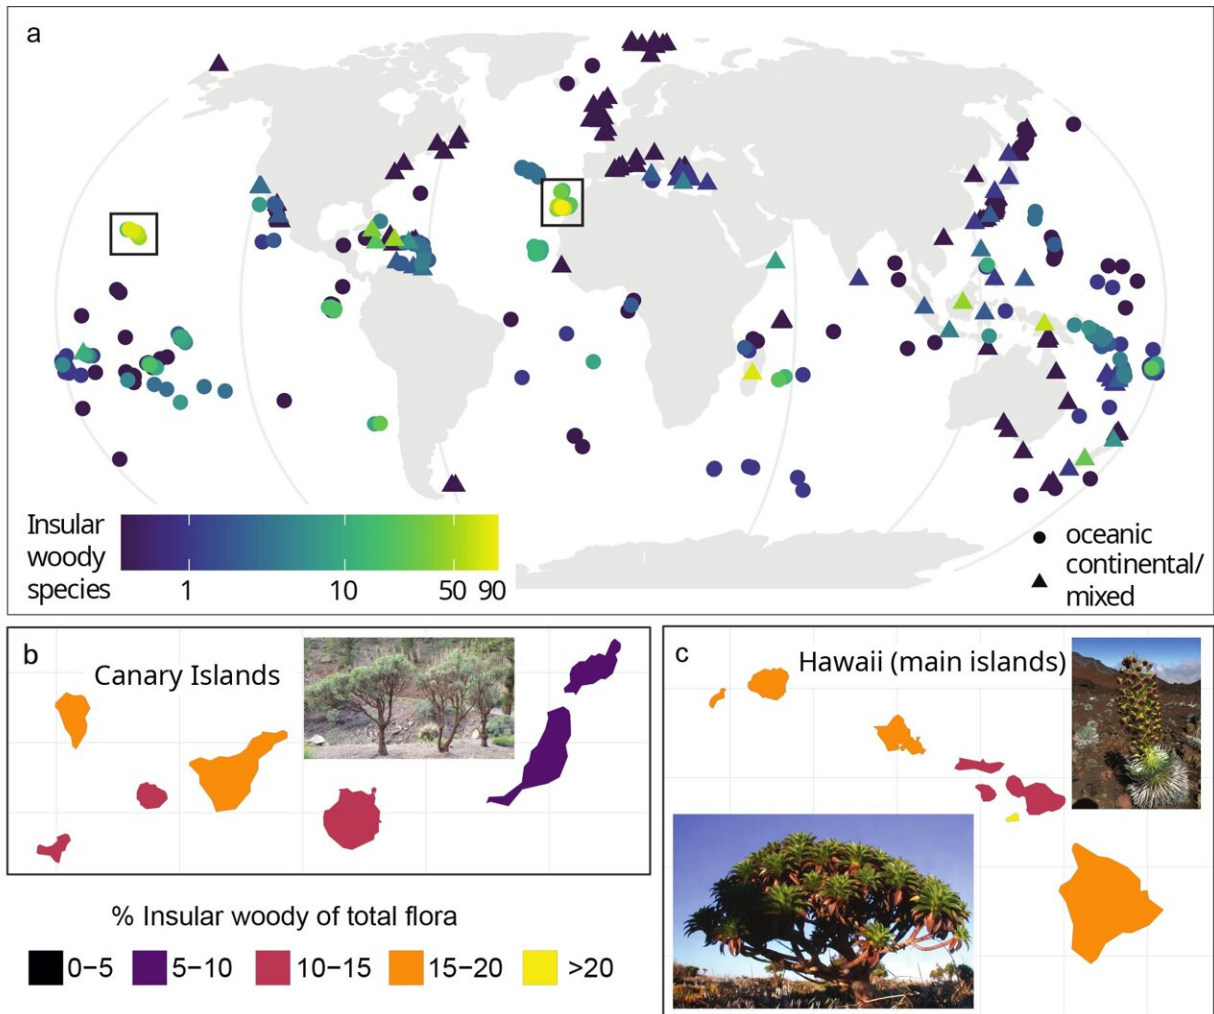 a
Insular
woody
species
1 10 50 90
oceanic
continental/
mixed
b
Canary Islands
c
Hawaii (main islands)
% Insular woody of total flora
0–5 5–10 10–15 15–20 >20